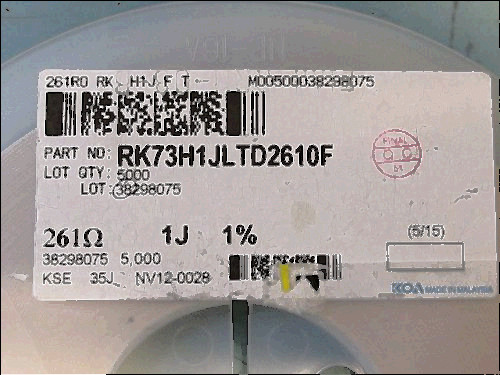 261R0 RK H1J F T -- M00500038298075
PART NO: RK73H1JLTD2610F
LOT QTY: 5000
LOT: 38298075
FINAL
261Ω 1J 1% (5/15)
38298075 5,000
KSE 35J NV12-0028
KOA MADE IN MALAYSIA